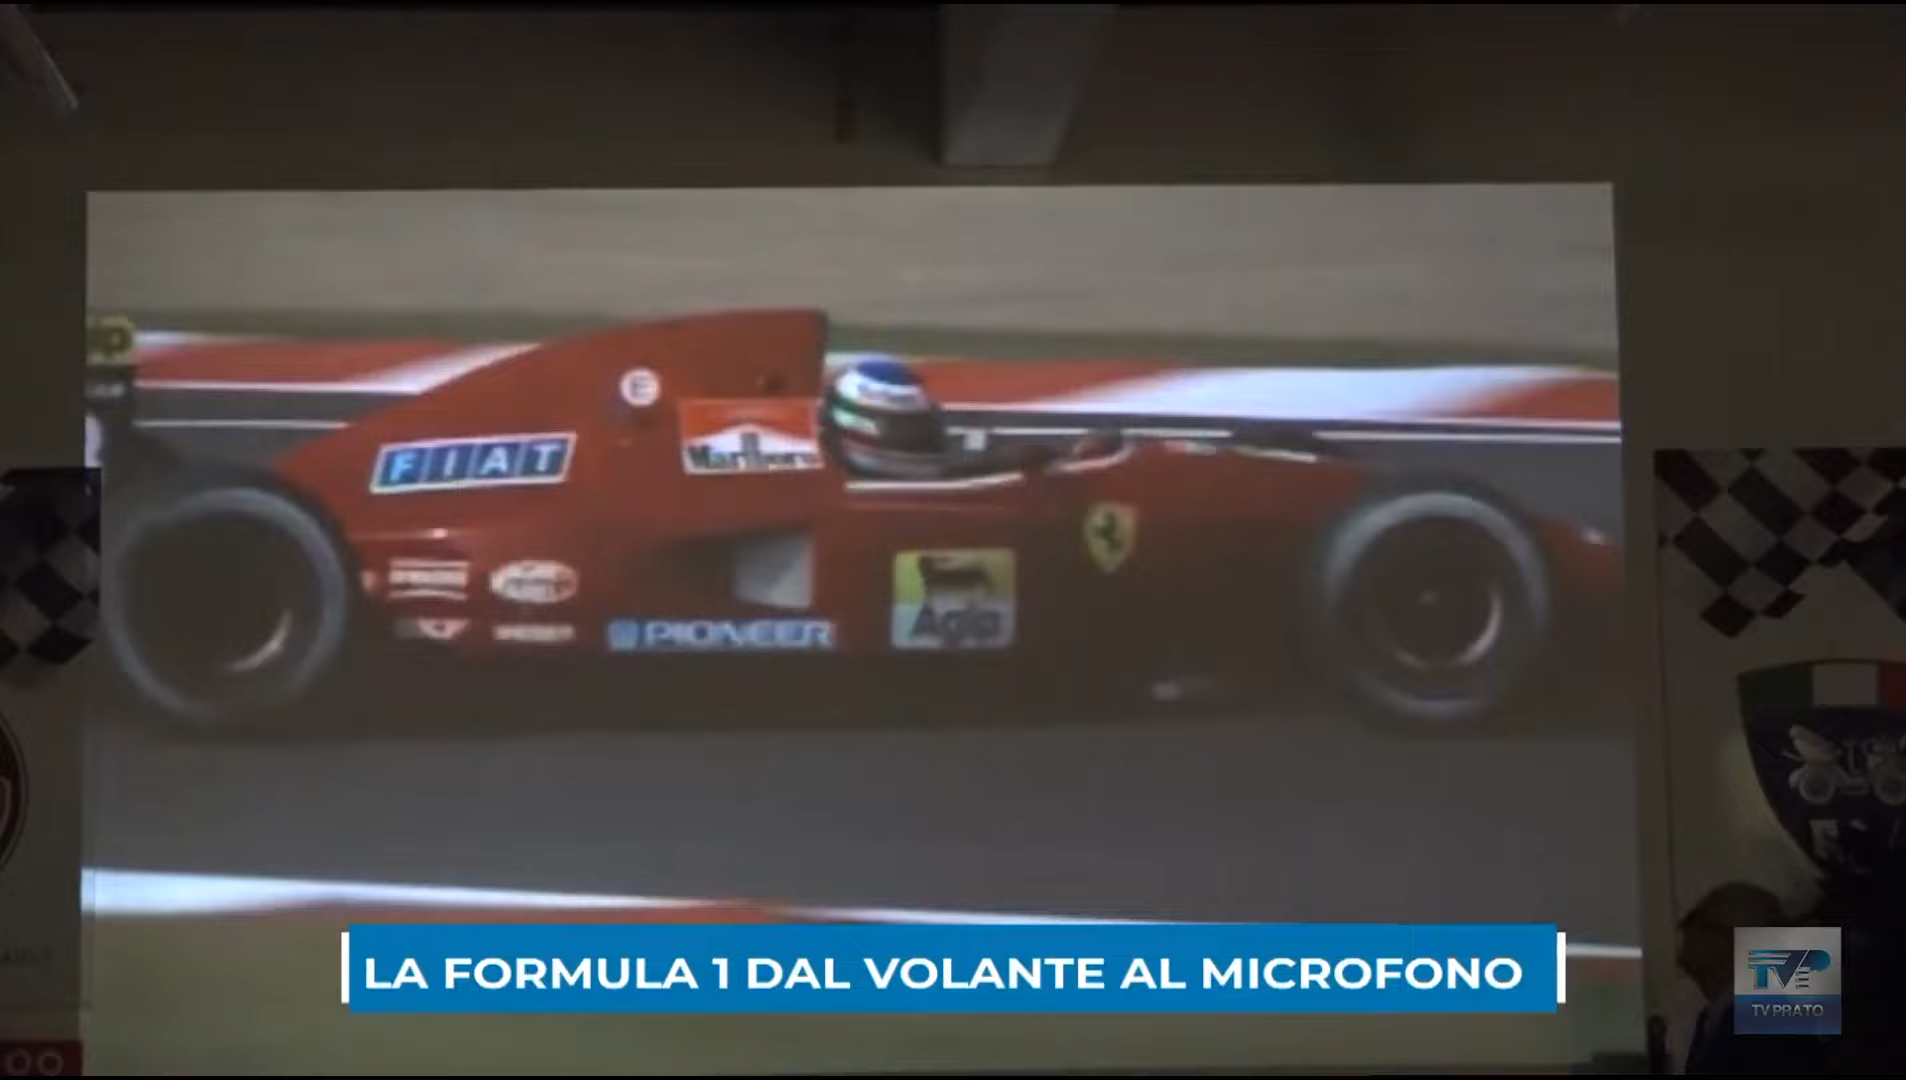 E
FIAT
Marlboro
PIONEER
Agip
LA FORMULA 1 DAL VOLANTE AL MICROFONO
TV PRATO